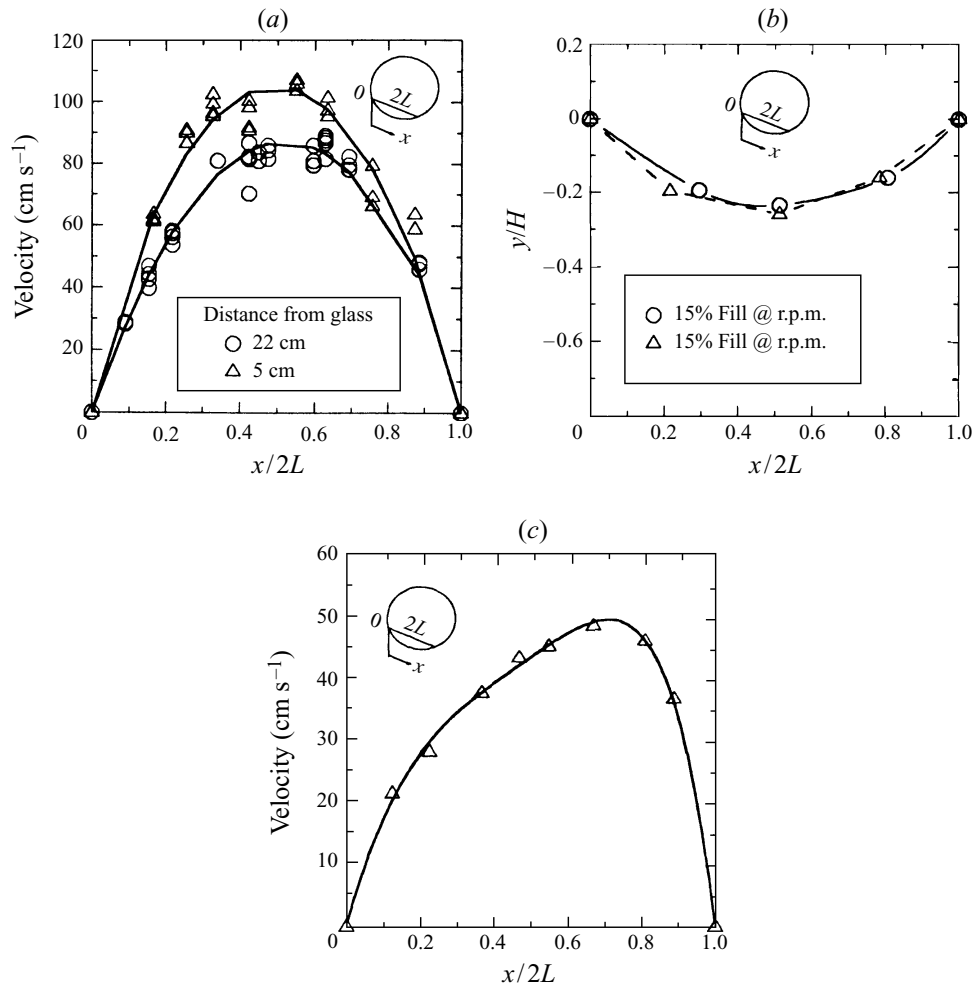 (a)
120
100
80
60
40
20
0
0.2
0.4
0.6
0.8
1.0
Velocity (cm s−1)
x/2L
0
2L
x
Distance from glass
22 cm
5 cm
(b)
0.2
0
−0.2
−0.4
−0.6
0
0.2
0.4
0.6
0.8
1.0
y/H
x/2L
0
2L
x
15% Fill @ r.p.m.
15% Fill @ r.p.m.
(c)
60
50
40
30
20
10
0
0.2
0.4
0.6
0.8
1.0
Velocity (cm s−1)
x/2L
0
2L
x